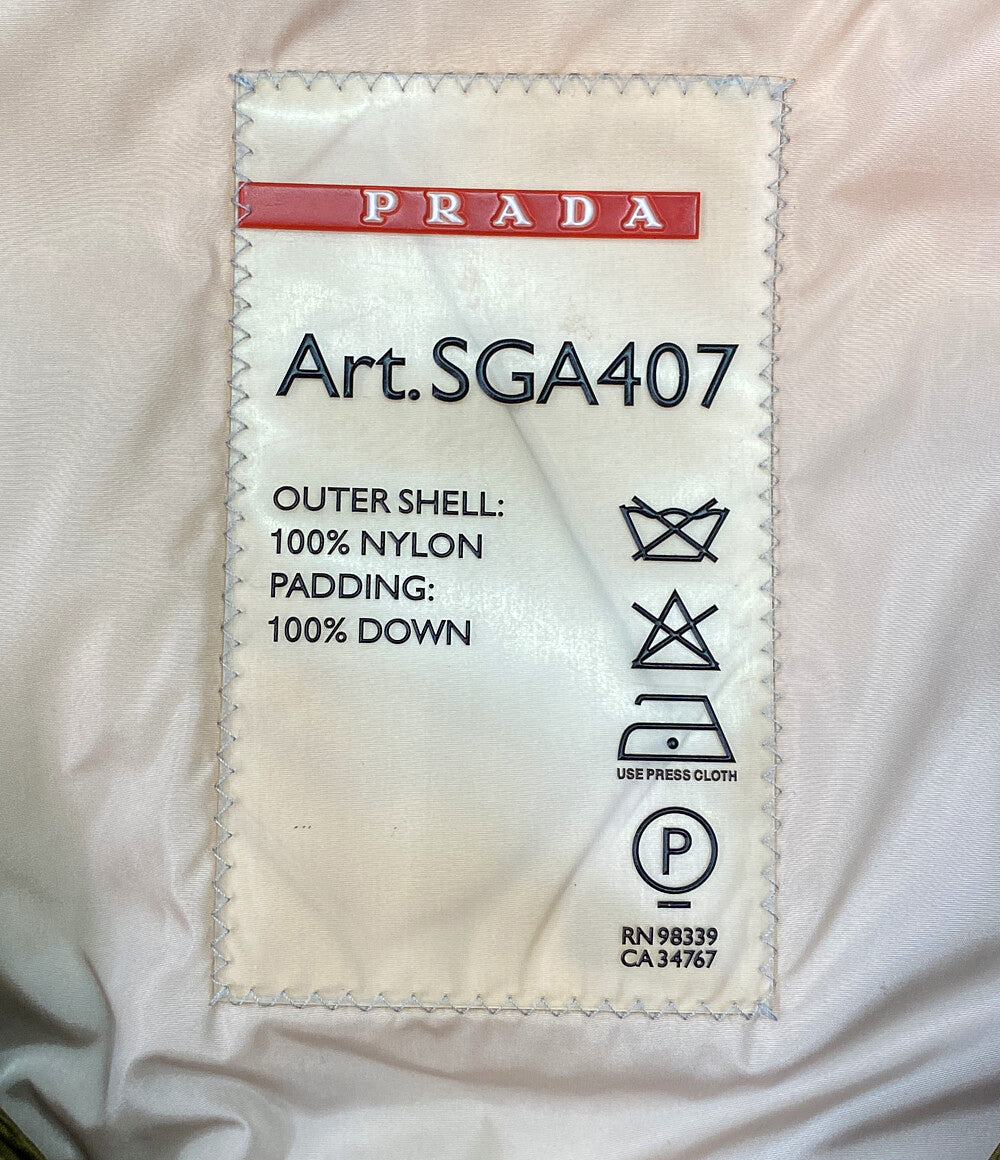 PRADA
Art.SGA407
OUTER SHELL:
100% NYLON
PADDING:
100% DOWN
USE PRESS CLOTH
P
RN 98339
CA 34767